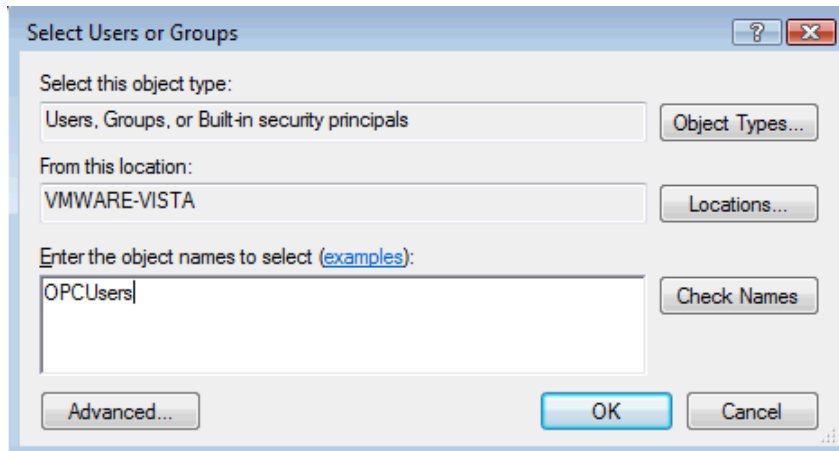 Select Users or Groups
Select this object type:
Users, Groups, or Built-in security principals
Object Types...
From this location:
VMWARE-VISTA
Locations...
Enter the object names to select (examples):
OPCUsers
Check Names
Advanced...
OK
Cancel